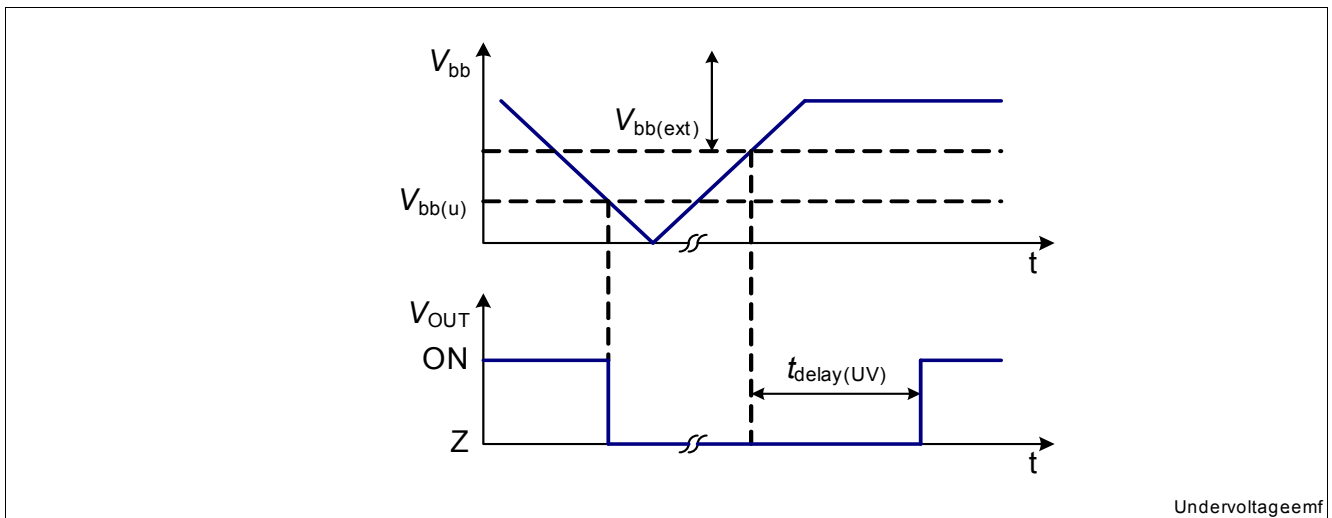 Vbb
Vbb(ext)
Vbb(u)
t
VOUT
ON
tdelay(UV)
Z
t
Undervoltageemf